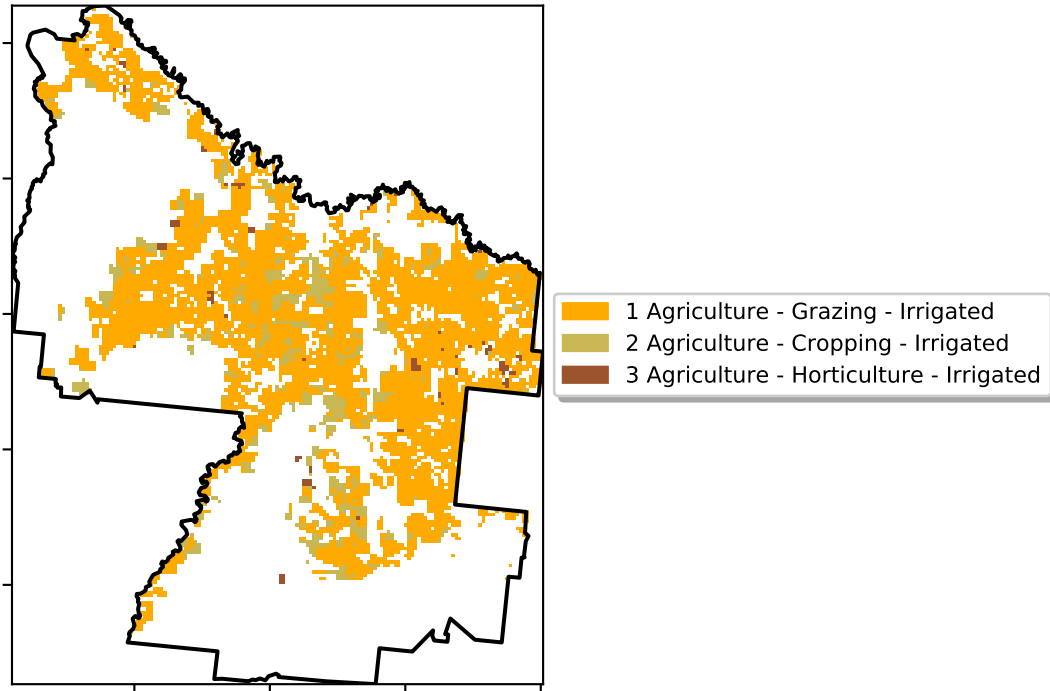 1 Agriculture - Grazing - Irrigated
2 Agriculture - Cropping - Irrigated
3 Agriculture - Horticulture - Irrigated